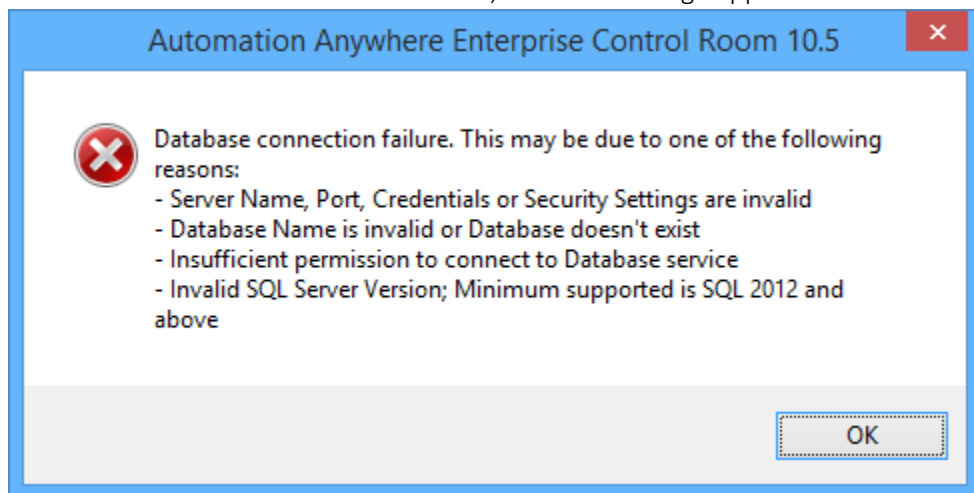 Automation Anywhere Enterprise Control Room 10.5
Database connection failure. This may be due to one of the following
reasons:
- Server Name, Port, Credentials or Security Settings are invalid
- Database Name is invalid or Database doesn't exist
- Insufficient permission to connect to Database service
- Invalid SQL Server Version; Minimum supported is SQL 2012 and
above
OK